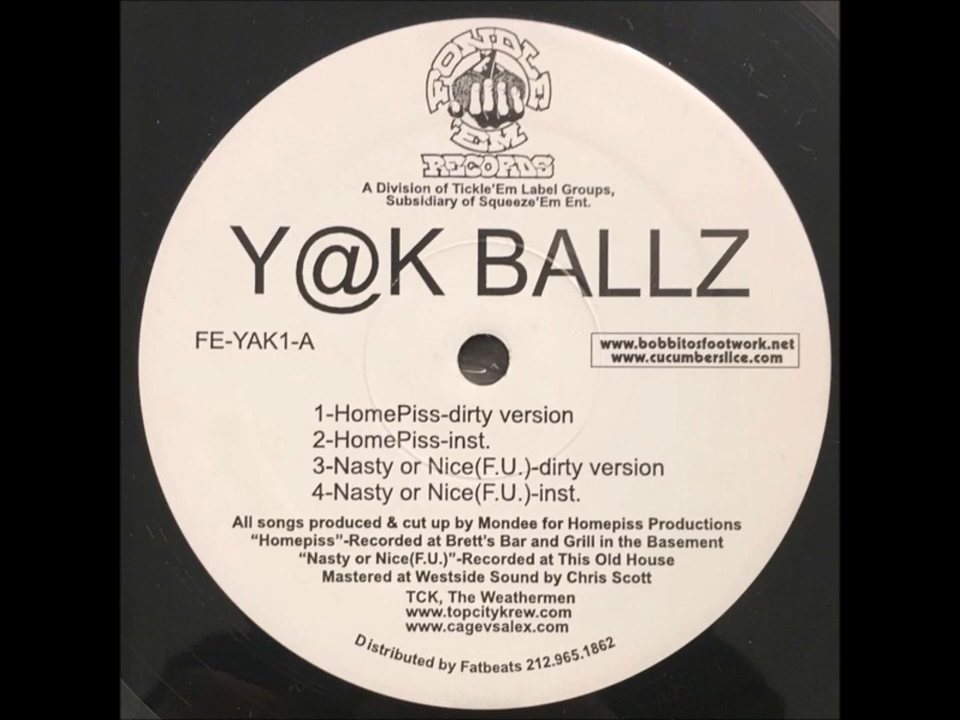 FONDLE
'EM
RECORDS
A Division of Tickle'Em Label Groups,
Subsidiary of Squeeze'Em Ent.
Y@K BALLZ
FE-YAK1-A
www.bobbitosfootwork.net
www.cucumberslice.com
1-HomePiss-dirty version
2-HomePiss-inst.
3-Nasty or Nice(F.U.)-dirty version
4-Nasty or Nice(F.U.)-inst.
All songs produced & cut up by Mondee for Homepiss Productions
"Homepiss"-Recorded at Brett's Bar and Grill in the Basement
"Nasty or Nice(F.U.)"-Recorded at This Old House
Mastered at Westside Sound by Chris Scott
TCK, The Weathermen
www.topcitykrew.com
www.cagevsalex.com
Distributed by Fatbeats 212.965.1862